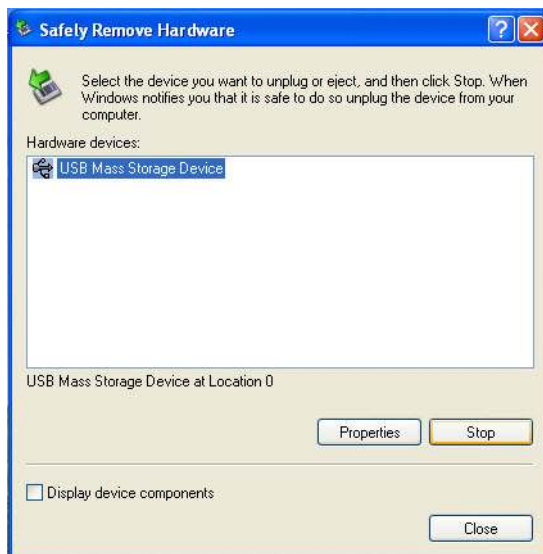 Safely Remove Hardware
Select the device you want to unplug or eject, and then click Stop. When
Windows notifies you that it is safe to do so unplug the device from your
computer.
Hardware devices:
USB Mass Storage Device
USB Mass Storage Device at Location 0
Properties
Stop
Display device components
Close